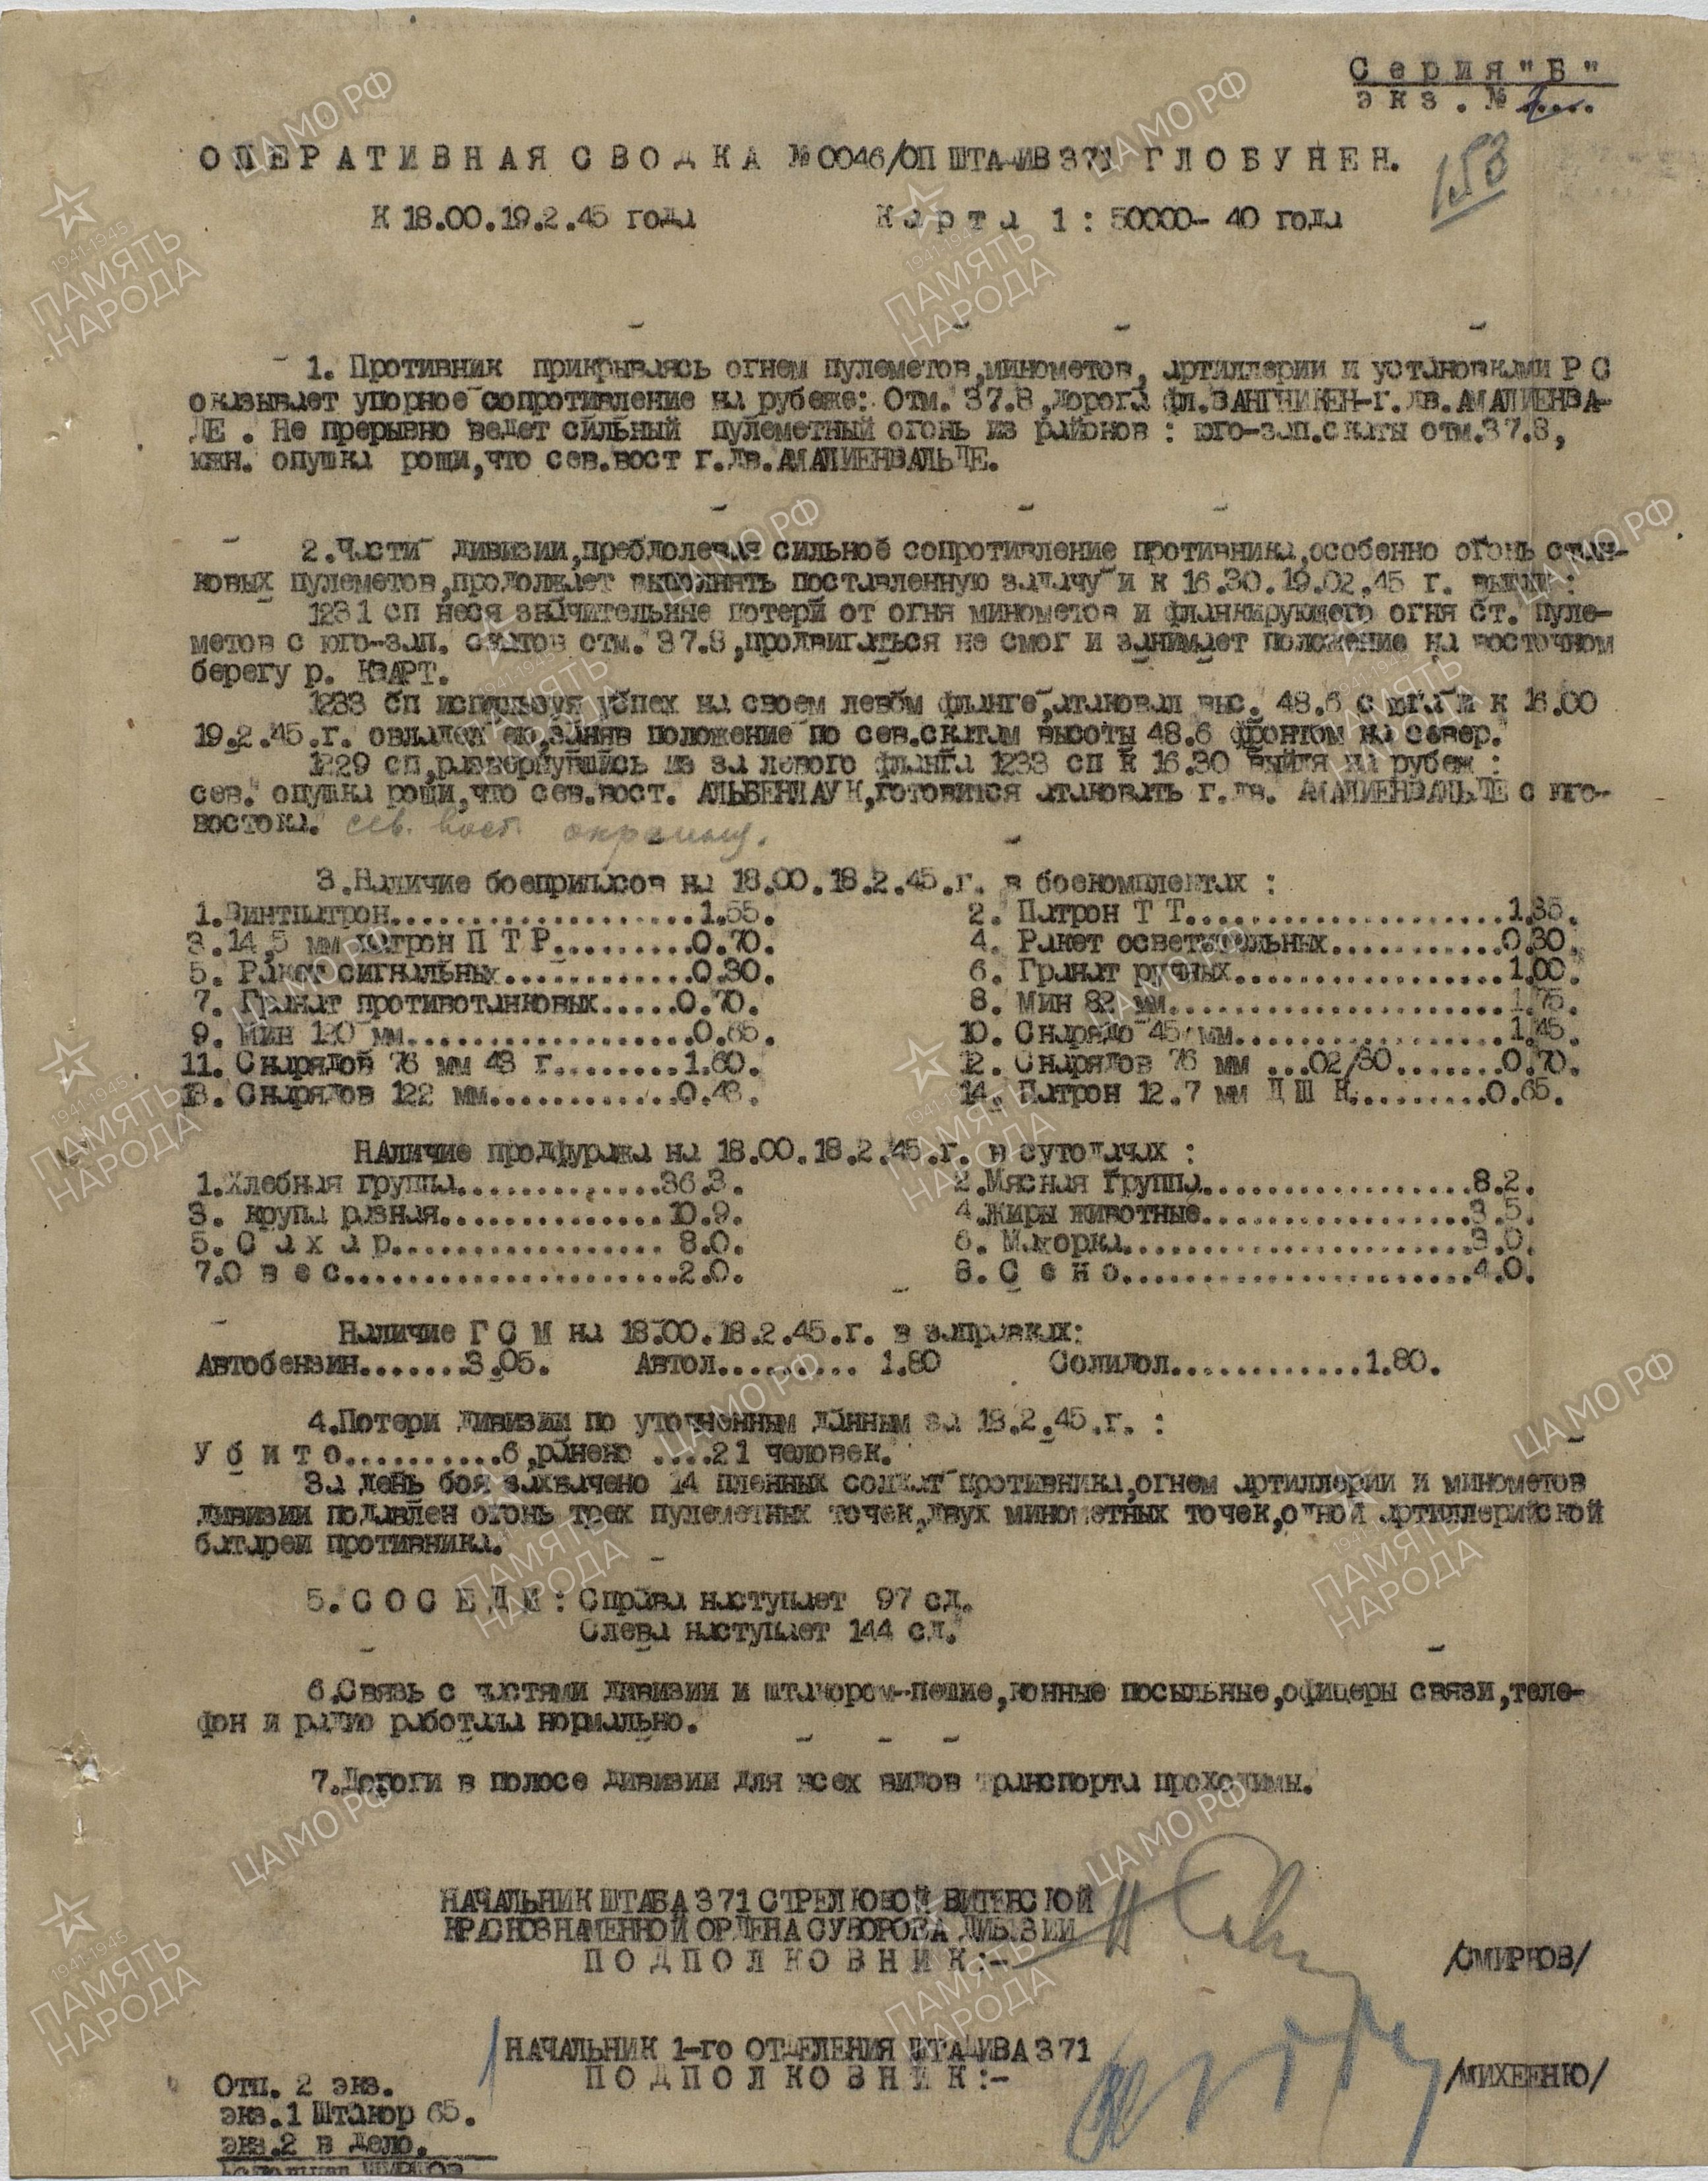 Серия "Б"
экз. №
153
ОПЕРАТИВНАЯ СВОДКА №0046/ОП ШТАДИВ 371 ГЛОБУНЕН.
К 18.00.19.2.45 года Карта 1:50000-40 года
1. Противник прикрываясь огнем пулеметов,минометов, артиллерии и установками Р С
оказывает упорное сопротивление на рубеже: Отм. 37.8,дорога фл.ВАНГНИКЕН-г.дв.АМАЛИЕНВА-
ДЕ . Не прерывно ведет сильный пулеметный огонь из районов : юго-зап.скаты отм.37.8,
южн. опушка рощи,что сев.вост г.дв.АМАЛИЕНВАЛЬДЕ.
2.Части дивизии,преодолевая сильное сопротивление противника,особенно огонь стан-
ковых пулеметов,продолжает выполнять поставленную задачу и к 16.30.19.02.45 г. вышли:
1231 сп неся значительные потери от огня минометов и фланкирующего огня ст. пуле-
метов с юго-зап. скатов отм. 37.8,продвигаться не смог и занимает положение на восточном
берегу р. КВАРТ.
1233 сп используя успех на своем левом фланге,атаковал выс. 48.6 с юга и к 16.00
19.2.45.г. овладел ею,заняв положение по сев.скатам высоты 48.6 фронтом на север.
1229 сп,развернувшись из за левого фланга 1233 сп к 16.30 выйдя на рубеж :
сев. опушка рощи,что сев.вост. АЛЬБЕНЛАУК,готовится атаковать г.дв. АМАЛИЕНВАЛЬДЕ с юго-
востока. сев. вост. окраину.
3.Наличие боеприпасов на 18.00.18.2.45.г. в боекомплектах :
1.Винтпатрон....................1.55. 2. Патрон Т Т.....................1.35.
3.14,5 мм патрон П Т Р.........0.70. 4. Ракет осветительных...........0.30.
5. Ракет сигнальных............0.30. 6. Гранат ручных..................1.00.
7. Гранат противотанковых.....0.70. 8. Мин 82 мм......................1.75.
9. Мин 120 мм...................0.65. 10. Снарядо 45 мм..................1.45.
11. Снарядов 76 мм 43 г........1.60. 12. Снарядов 76 мм ...02/30.......0.70.
13. Снарядов 122 мм.............0.43. 14. Патрон 12.7 мм Д Ш К.........0.65.
НАличие продфуража на 18.00.18.2.45.г. в сутодачах :
1.Хлебная группа.............36.3. 2.Мясная Группа..................8.2.
3. крупа разная...............10.9. 4.Жиры животные..................3.5.
5. С а х а р.................. 8.0. 6. Махорка.......................3.0.
7.О в е с......................2.0. 8. С е н о.......................4.0.
Наличие Г С М на 18.00.18.2.45.г. в заправках:
Автобензин.......3.05. Автол......... 1.80 Солидол............1.80.
4.Потери дивизии по уточненным данным за 18.2.45.г. :
У б и т о..........6,ранено ....21 человек.
За день боя захвачено 14 пленных солдат противника,огнем артиллерии и минометов
дивизии подавлен огонь трех пулеметных точек,двух минометных точек,одной артиллерийской
батареи противника.
5. С О С Е Д И : Справа наступает 97 сд.
Слева наступает 144 сд.
6.Связь с частями дивизии и штакором-пешие,конные посыльные,офицеры связи,теле-
фон и радио работала нормально.
7.Дороги в полосе дивизии для всех видов транспорта проходимы.
НАЧАЛЬНИК ШТАБА 371 СТРЕЛКОВОЙ ВИТЕБСКОЙ
КРАСНОЗНАМЕННОЙ ОРДЕНА СУВОРОВА ДИВИЗИИ
П О Д П О Л К О В Н И К :- /СМИРНОВ/
НАЧАЛЬНИК 1-го ОТДЕЛЕНИЯ ШТАДИВА 371
П О Д П О Л К О В Н И К :- /МИХЕЕНКО/
Отп. 2 экз.
экз.1 Штакор 65.
экз.2 в дело.
ЦАМО РФ
1941-1945
ПАМЯТЬ
НАРОДА